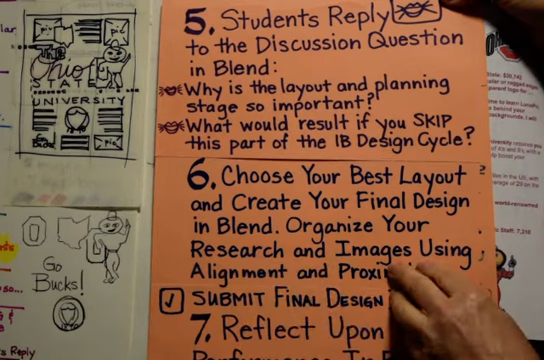 Ohio
STATE
UNIVERSITY
Go
Bucks!
s Reply
5. Students Reply
to the Discussion Question
in Blend:
Why is the layout and planning
stage so important?
What would result if you SKIP
this part of the IB Design Cycle?
6. Choose Your Best Layout
and Create Your Final Design
in Blend. Organize Your
Research and Images Using
Alignment and Proxi
SUBMIT FINAL DESIGN
7. Reflect Upon